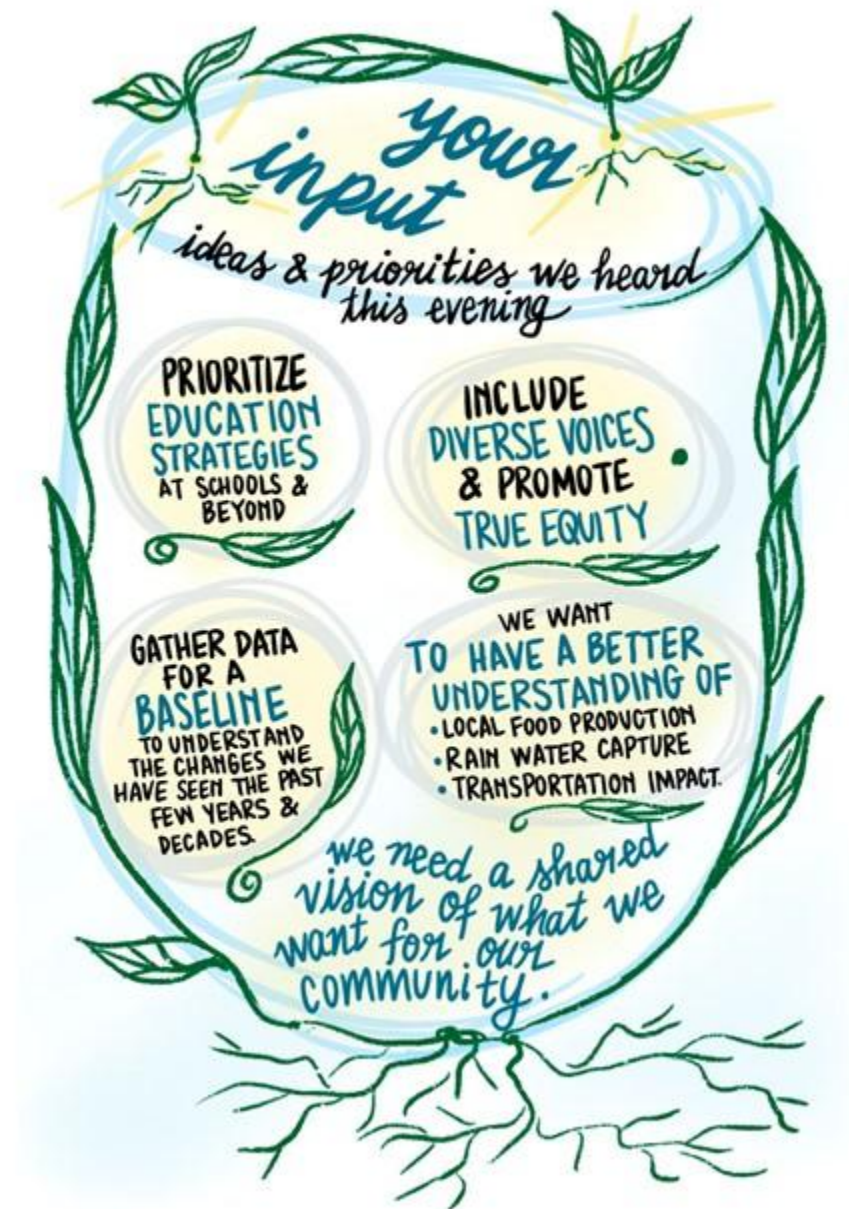 your
input
ideas & priorities we heard
this evening
PRIORITIZE
EDUCATION
STRATEGIES
AT SCHOOLS &
BEYOND
INCLUDE
DIVERSE VOICES
& PROMOTE
TRUE EQUITY
GATHER DATA
FOR A
BASELINE
TO UNDERSTAND
THE CHANGES WE
HAVE SEEN THE PAST
FEW YEARS &
DECADES.
WE WANT
TO HAVE A BETTER
UNDERSTANDING OF
• LOCAL FOOD PRODUCTION
• RAIN WATER CAPTURE
• TRANSPORTATION IMPACT.
we need a shared
vision of what we
want for our
community.